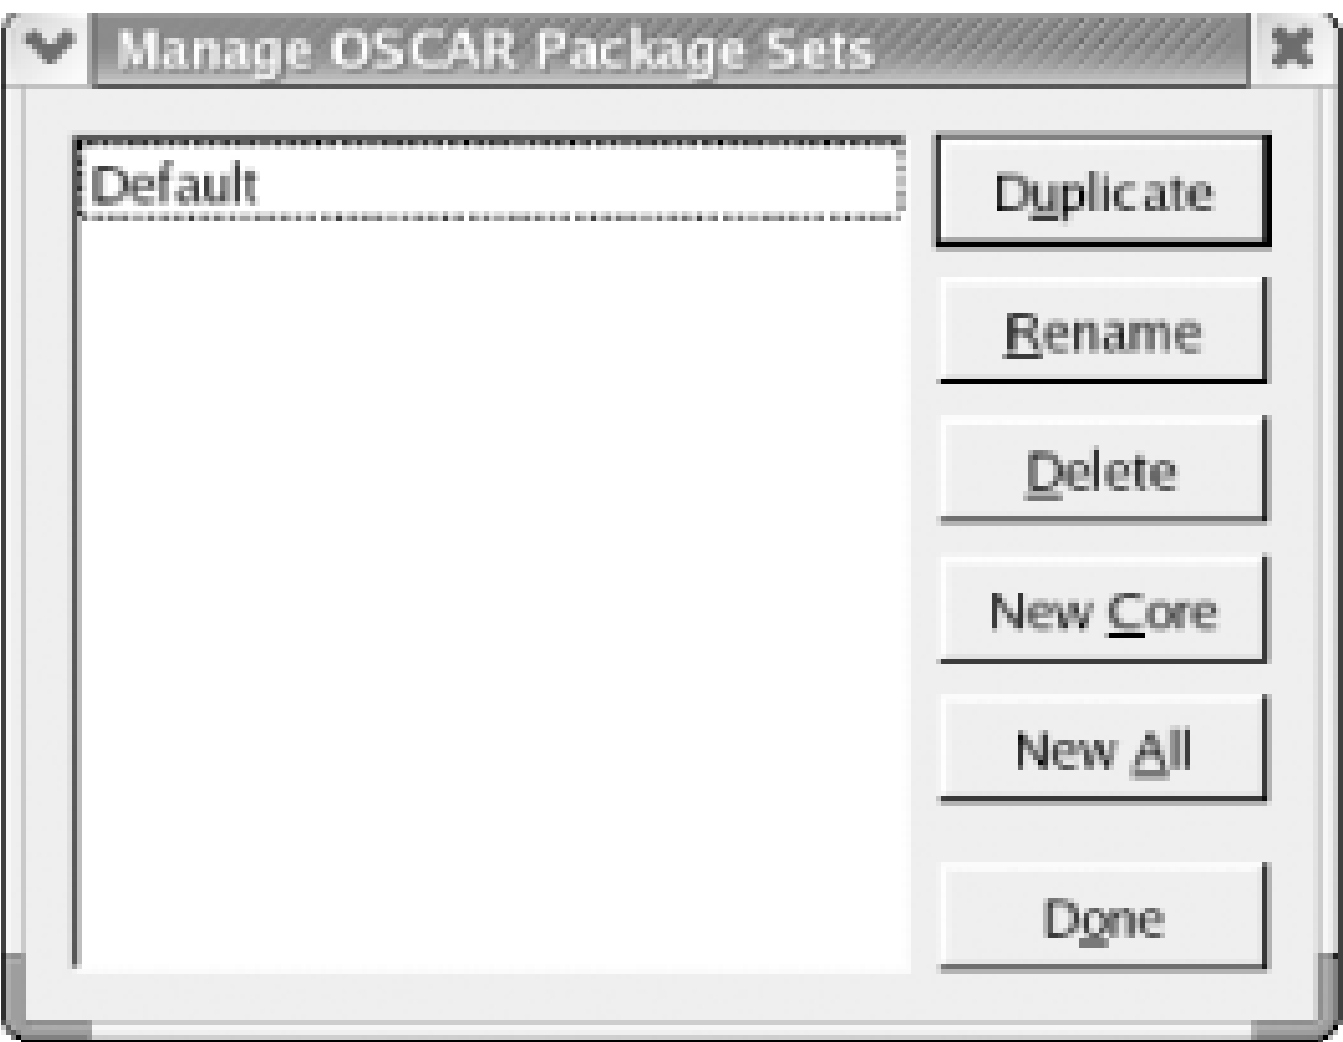 Manage OSCAR Package Sets
Default
Duplicate
Rename
Delete
New Core
New All
Done